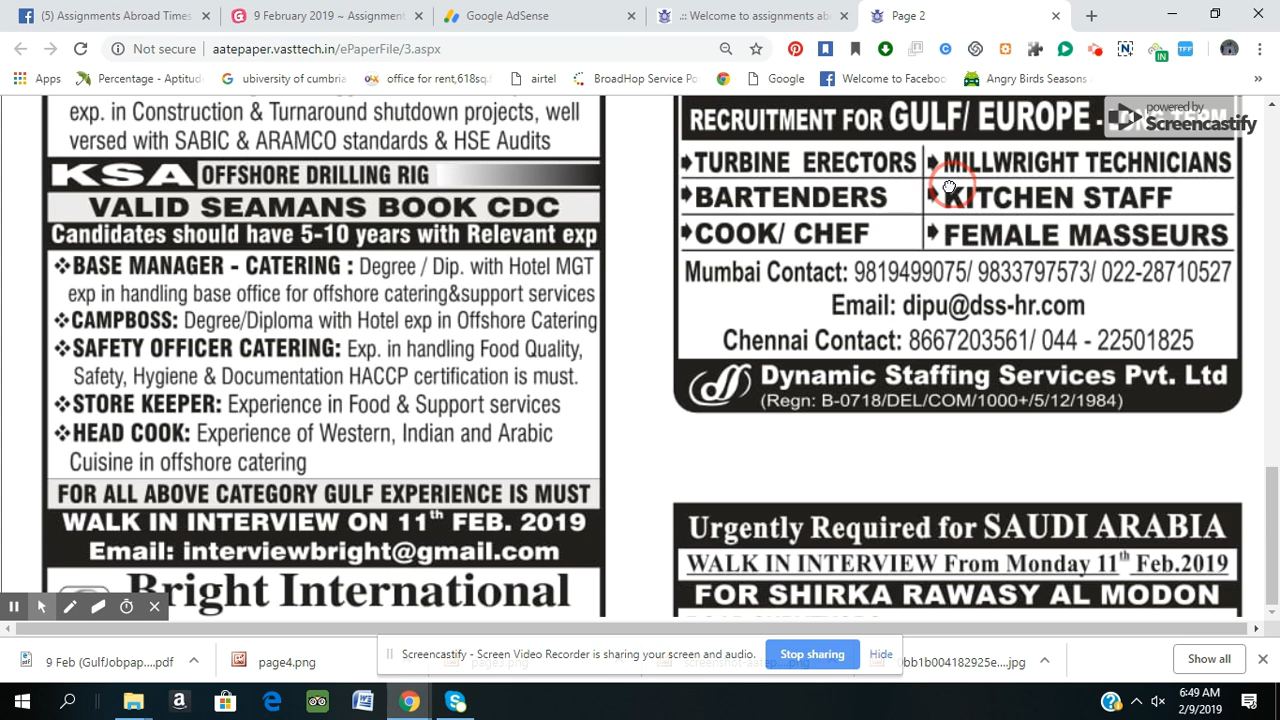 (5) Assignments Abroad Times
9 February 2019 ~ Assignment
Google AdSense
.:: Welcome to assignments ab
Page 2
Not secure | aatepaper.vasttech.in/ePaperFile/3.aspx
Apps
Percentage - Aptitud
ubiversity of cumbria
office for rent,618sq.
airtel
BroadHop Service Po
Google
Welcome to Faceboo
Angry Birds Seasons
»
powered by
Screencastify
exp. in Construction & Turnaround shutdown projects, well
versed with SABIC & ARAMCO standards & HSE Audits
KSA OFFSHORE DRILLING RIG
VALID SEAMANS BOOK CDC
Candidates should have 5-10 years with Relevant exp
❖BASE MANAGER - CATERING : Degree / Dip. with Hotel MGT
exp in handling base office for offshore catering&support services
❖CAMPBOSS: Degree/Diploma with Hotel exp in Offshore Catering
❖SAFETY OFFICER CATERING: Exp. in handling Food Quality,
Safety, Hygiene & Documentation HACCP certification is must.
❖STORE KEEPER: Experience in Food & Support services
❖HEAD COOK: Experience of Western, Indian and Arabic
Cuisine in offshore catering
FOR ALL ABOVE CATEGORY GULF EXPERIENCE IS MUST
WALK IN INTERVIEW ON 11th FEB. 2019
Email: interviewbright@gmail.com
Bright International
RECRUITMENT FOR GULF/ EUROPE -
TURBINE ERECTORS
MILLWRIGHT TECHNICIANS
BARTENDERS
KITCHEN STAFF
COOK/ CHEF
FEMALE MASSEURS
Mumbai Contact: 9819499075/ 9833797573/ 022-28710527
Email: dipu@dss-hr.com
Chennai Contact: 8667203561/ 044 - 22501825
Dynamic Staffing Services Pvt. Ltd
(Regn: B-0718/DEL/COM/1000+/5/12/1984)
Urgently Required for SAUDI ARABIA
WALK IN INTERVIEW From Monday 11th Feb.2019
FOR SHIRKA RAWASY AL MODON
Screencastify - Screen Video Recorder is sharing your screen and audio.
Stop sharing
Hide
9 Feb (GulfJobpap....pdf
page4.png
page3.png
0bb1b004182925e....jpg
Show all
6:49 AM
2/9/2019